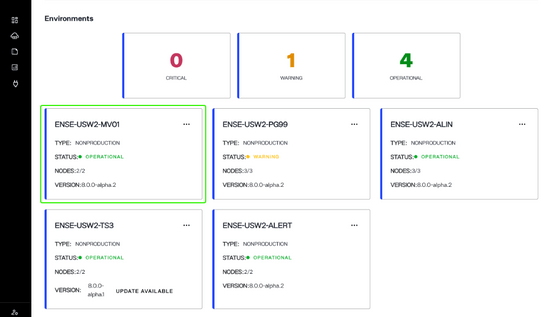 Environments
0
CRITICAL
1
WARNING
4
OPERATIONAL
ENSE-USW2-MV01 ...
TYPE: NONPRODUCTION
STATUS: OPERATIONAL
NODES:2/2
VERSION:8.0.0-alpha.2
ENSE-USW2-PG99 ...
TYPE: NONPRODUCTION
STATUS: WARNING
NODES:3/3
VERSION:8.0.0-alpha.2
ENSE-USW2-ALIN ...
TYPE: NONPRODUCTION
STATUS: OPERATIONAL
NODES:3/3
VERSION:8.0.0-alpha.2
ENSE-USW2-TS3 ...
TYPE: NONPRODUCTION
STATUS: OPERATIONAL
NODES:2/2
VERSION: 8.0.0-
alpha.1 UPDATE AVAILABLE
ENSE-USW2-ALERT ...
TYPE: NONPRODUCTION
STATUS: OPERATIONAL
NODES:2/2
VERSION:8.0.0-alpha.2